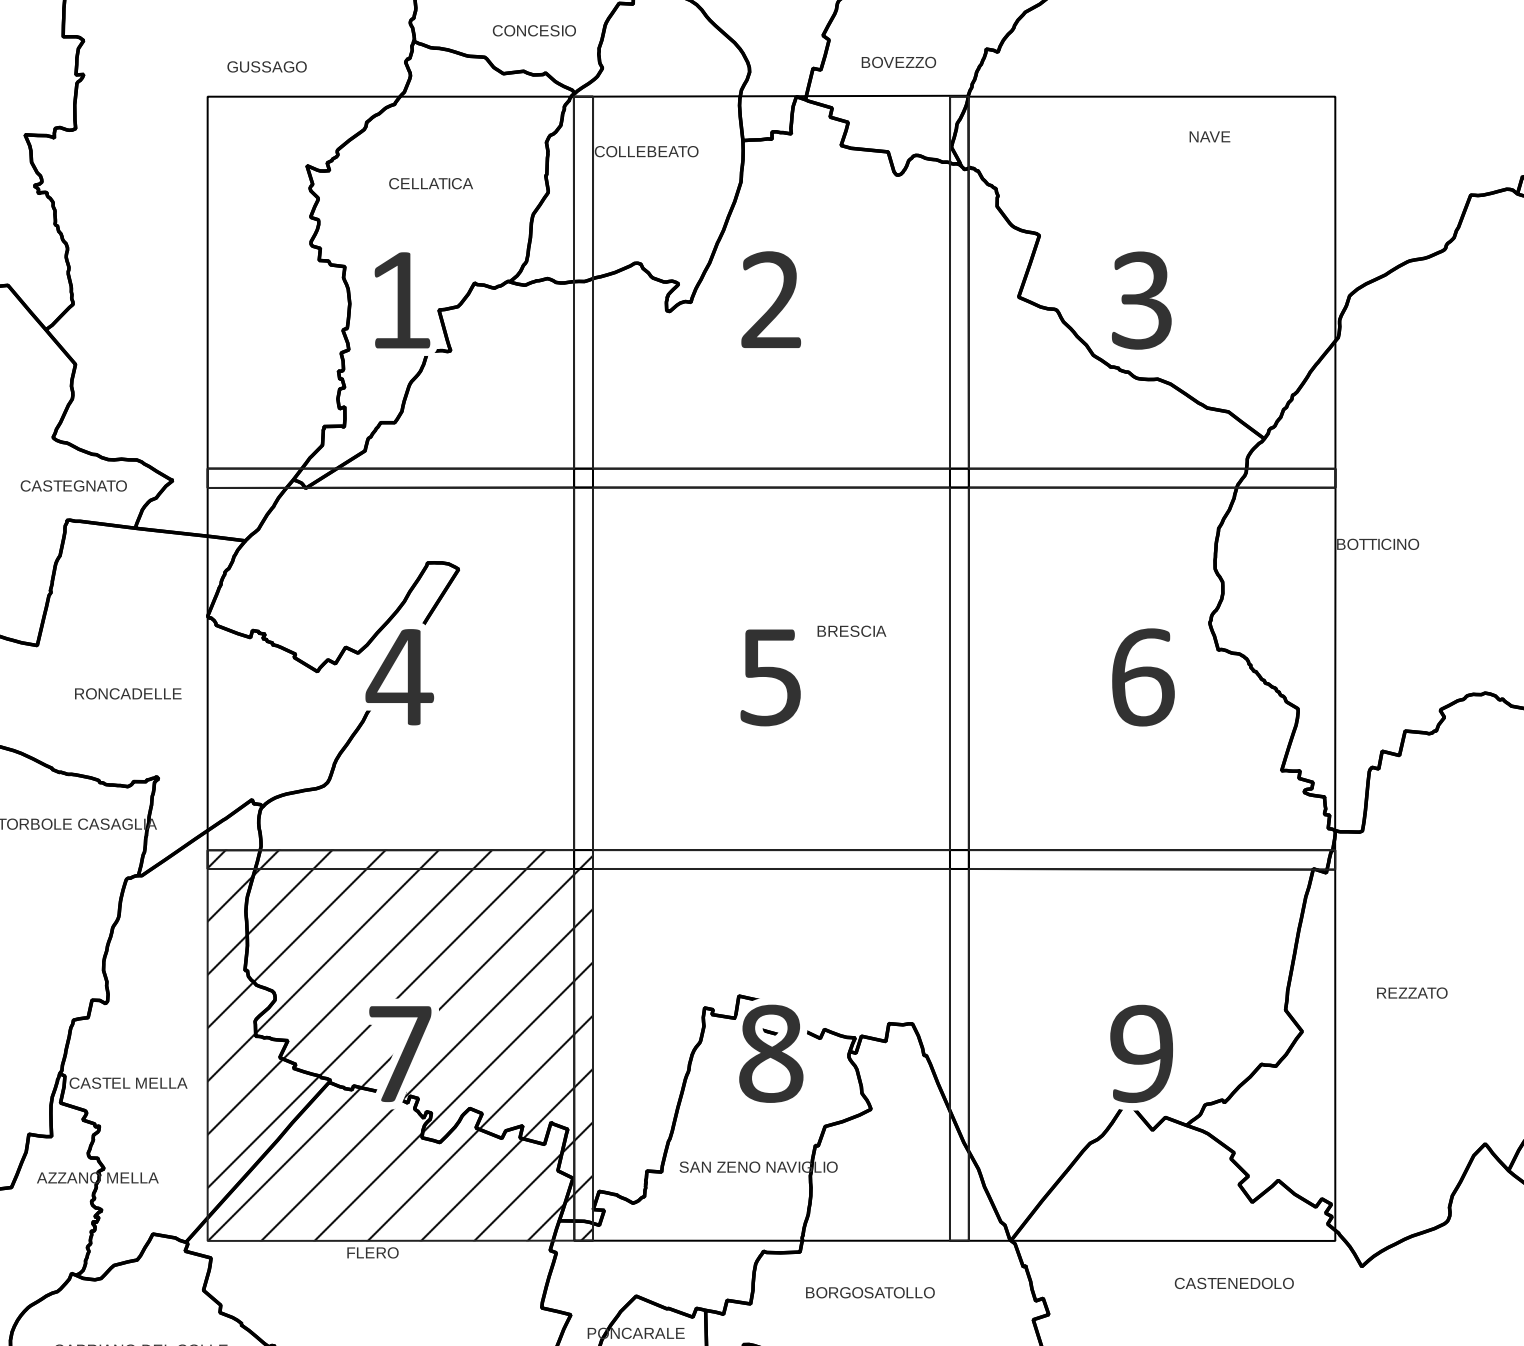 CONCESIO
GUSSAGO
BOVEZZO
NAVE
COLLEBEATO
CELLATICA
1
2
3
CASTEGNATO
BOTTICINO
BRESCIA
4
5
6
RONCADELLE
TORBOLE CASAGLIA
REZZATO
7
8
9
CASTEL MELLA
SAN ZENO NAVIGLIO
AZZANO MELLA
FLERO
CASTENEDOLO
BORGOSATOLLO
PONCARALE